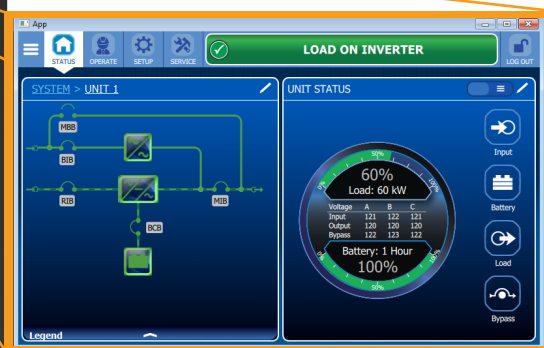 App
STATUS OPERATE SETUP SERVICE LOAD ON INVERTER LOG OUT
SYSTEM > UNIT 1
MBB
BIB
RIB
MIB
BCB
Legend
UNIT STATUS
50%
0% 100%
60%
Load: 60 kW
Voltage A B C
Input 121 122 121
Output 120 120 120
Bypass 122 123 122
Battery: 1 Hour
100%
0% 100%
50%
Input
Battery
Load
Bypass